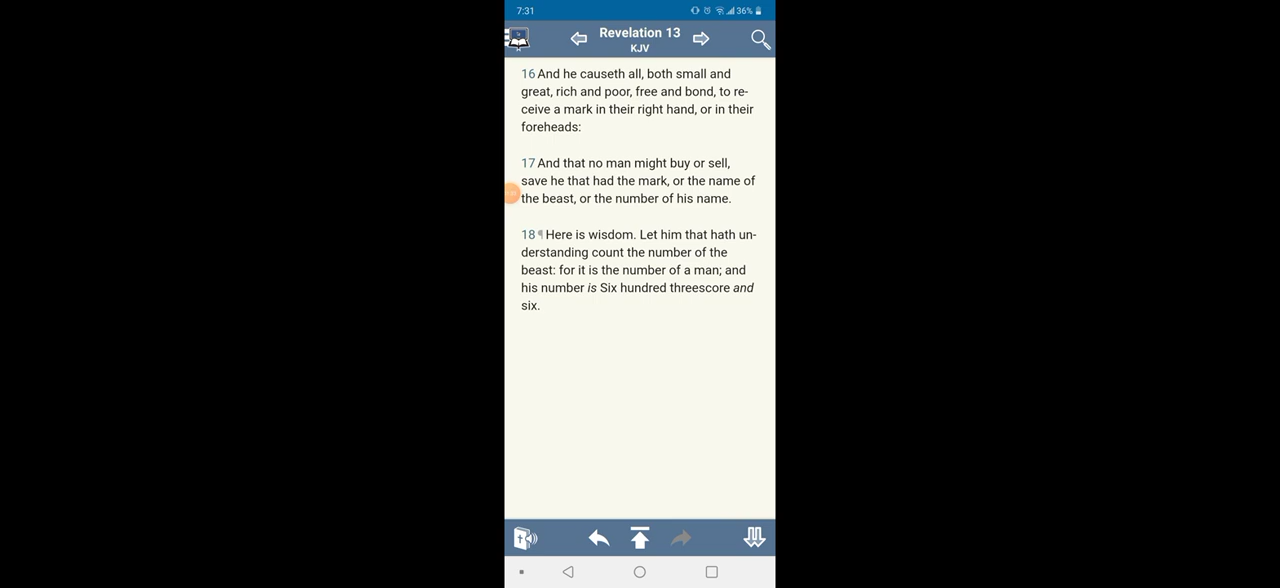 7:31
36%
Revelation 13
KJV
16 And he causeth all, both small and
great, rich and poor, free and bond, to re-
ceive a mark in their right hand, or in their
foreheads:
17 And that no man might buy or sell,
save he that had the mark, or the name of
the beast, or the number of his name.
18 ¶ Here is wisdom. Let him that hath un-
derstanding count the number of the
beast: for it is the number of a man; and
his number is Six hundred threescore and
six.